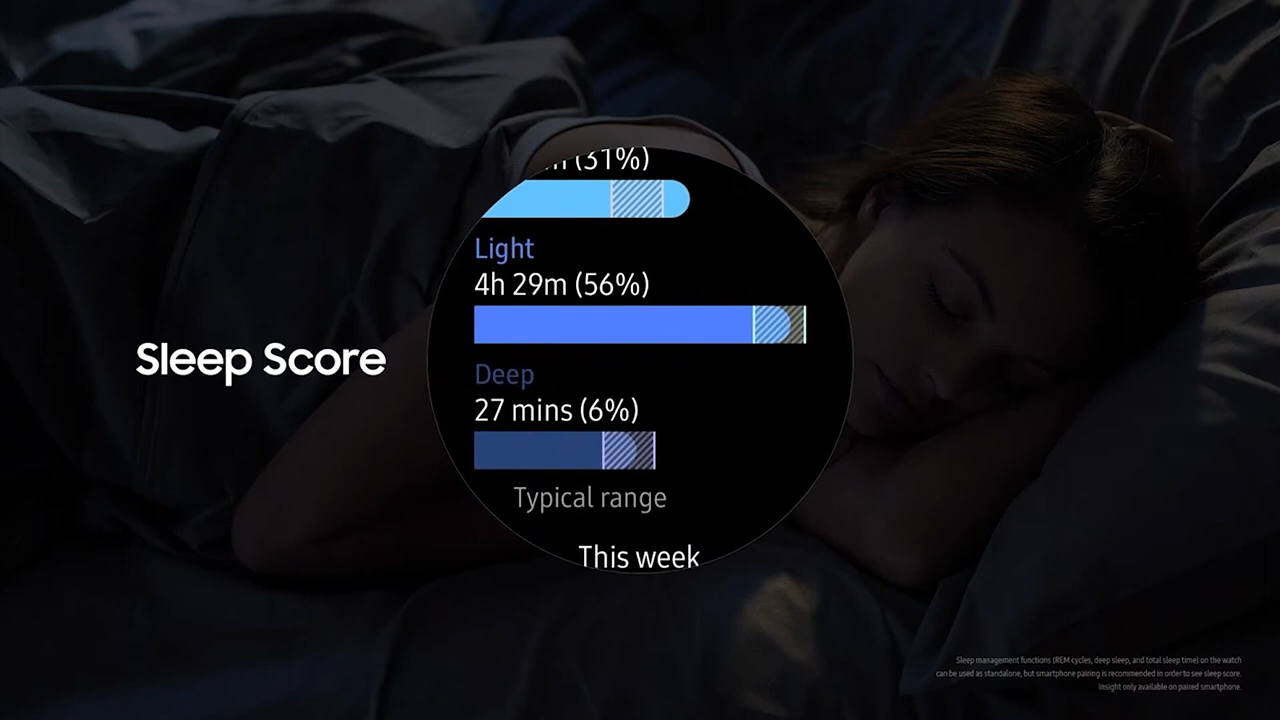 Sleep Score
(31%)
Light
4h 29m (56%)
Deep
27 mins (6%)
Typical range
This week
Sleep management functions (REM cycles, deep sleep, and total sleep time) on the watch
can be used as standalone, but smartphone pairing is recommended in order to see sleep score.
Insight only available on paired smartphone.